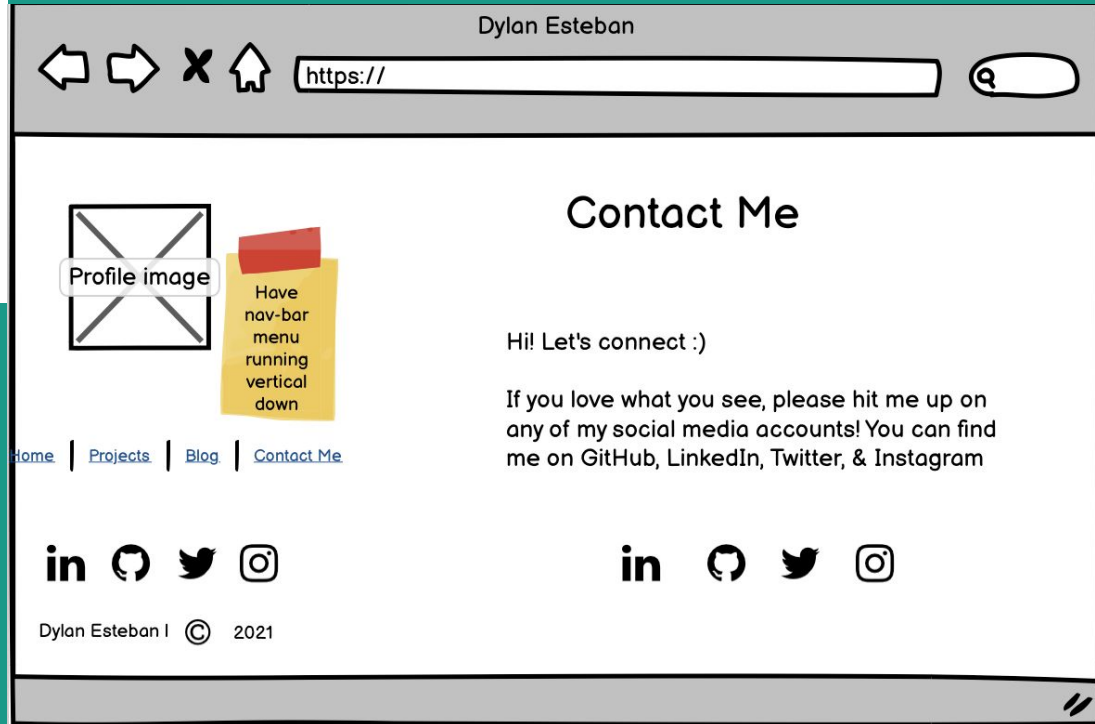 Dylan Esteban
https://
Profile image
Have
nav-bar
menu
running
vertical
down
Home | Projects | Blog | Contact Me
in
Dylan Esteban I © 2021
Contact Me
Hi! Let's connect :)
If you love what you see, please hit me up on
any of my social media accounts! You can find
me on GitHub, LinkedIn, Twitter, & Instagram
in